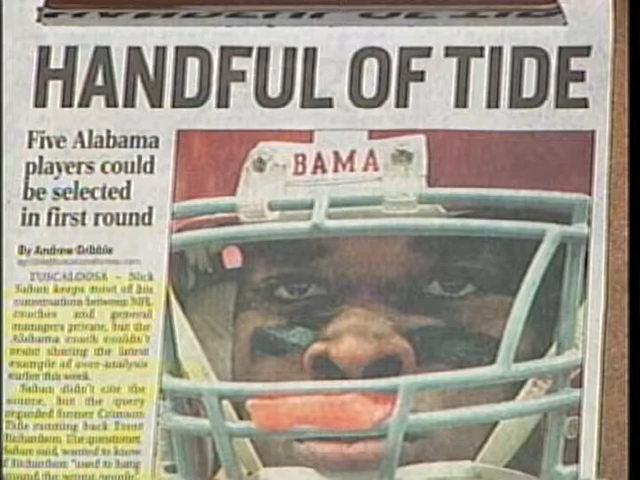 HANDFUL OF TIDE
Five Alabama
players could
be selected
in first round
BAMA
By Andrew Gribble
TUSCALOOSA – Nick
Saban keeps most of his
conversations between NFL
coaches and general
managers private, but the
Alabama coach couldn't
resist sharing the latest
example of over-analysis
earlier this week.
Saban didn't cite the
source, but the query
regarded former Crimson
Tide running back Trent
Richardson. The questioner,
Saban said, wanted to know
if Richardson "used to hang
around the wrong people,